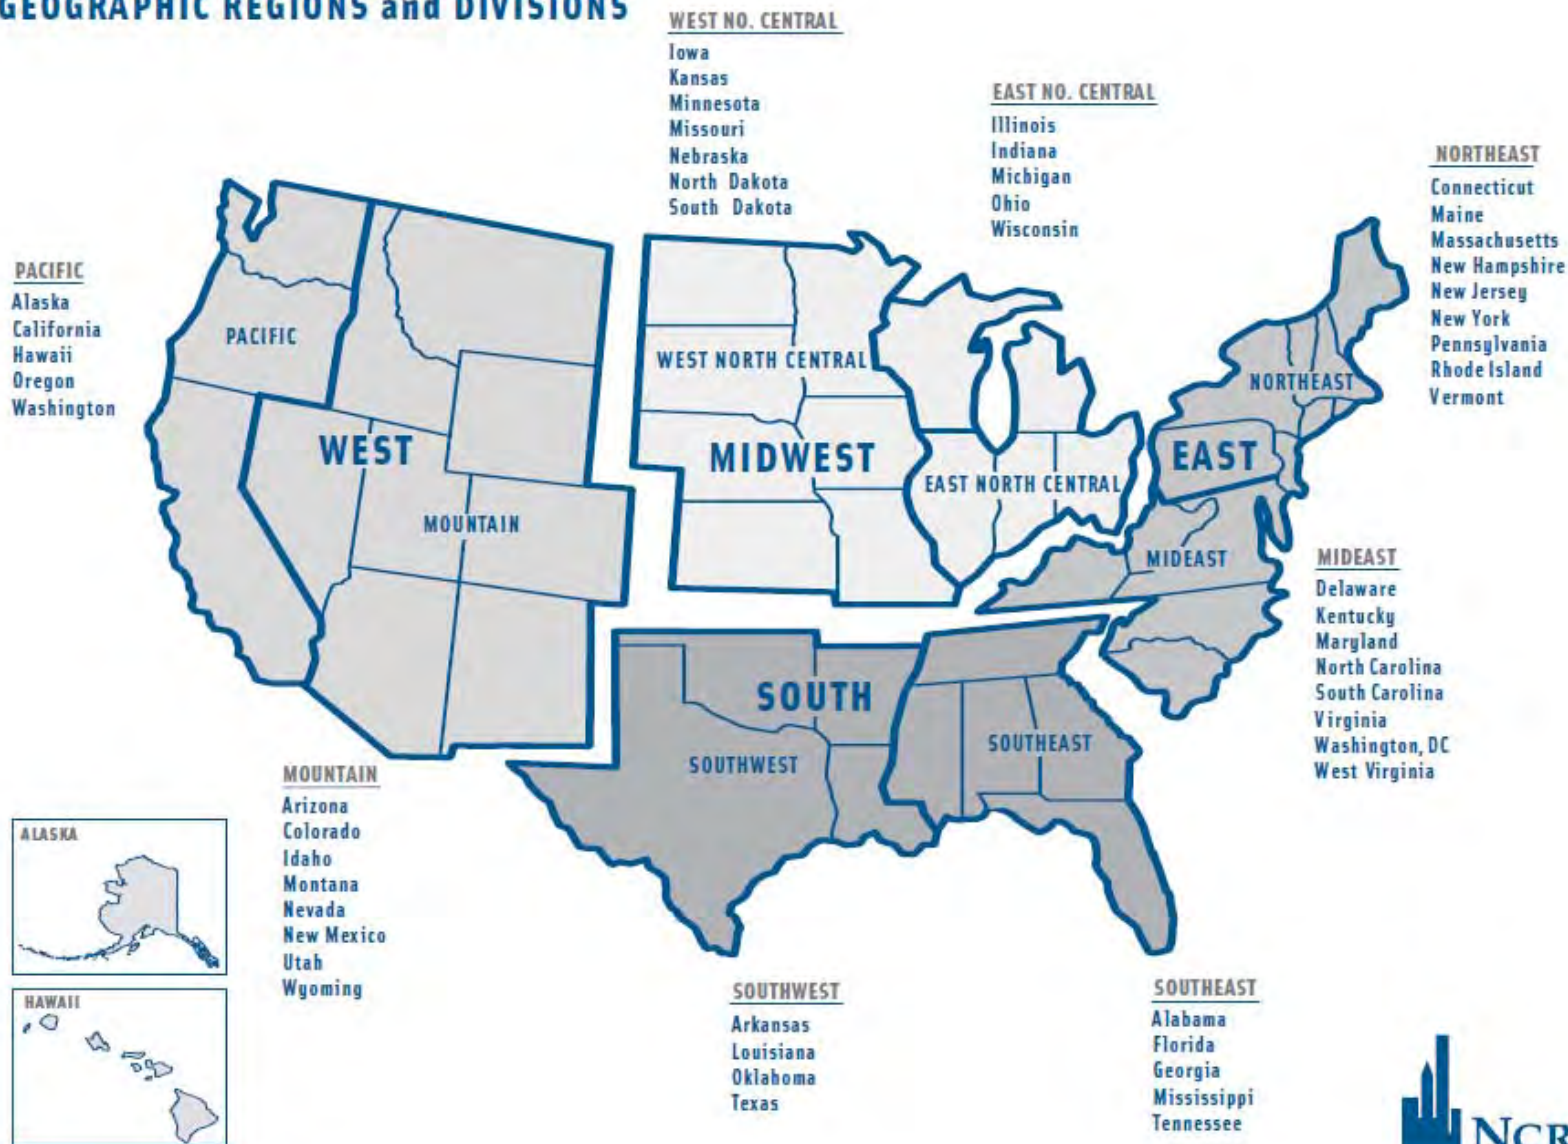 GEOGRAPHIC REGIONS and DIVISIONS
WEST NO. CENTRAL
Iowa
Kansas
Minnesota
Missouri
Nebraska
North Dakota
South Dakota
EAST NO. CENTRAL
Illinois
Indiana
Michigan
Ohio
Wisconsin
NORTHEAST
Connecticut
Maine
Massachusetts
New Hampshire
New Jersey
New York
Pennsylvania
Rhode Island
Vermont
PACIFIC
Alaska
California
Hawaii
Oregon
Washington
PACIFIC
WEST
MOUNTAIN
WEST NORTH CENTRAL
MIDWEST
EAST NORTH CENTRAL
NORTHEAST
EAST
MIDEAST
MIDEAST
Delaware
Kentucky
Maryland
North Carolina
South Carolina
Virginia
Washington, DC
West Virginia
SOUTH
SOUTHWEST
SOUTHEAST
MOUNTAIN
Arizona
Colorado
Idaho
Montana
Nevada
New Mexico
Utah
Wyoming
ALASKA
HAWAII
SOUTHWEST
Arkansas
Louisiana
Oklahoma
Texas
SOUTHEAST
Alabama
Florida
Georgia
Mississippi
Tennessee